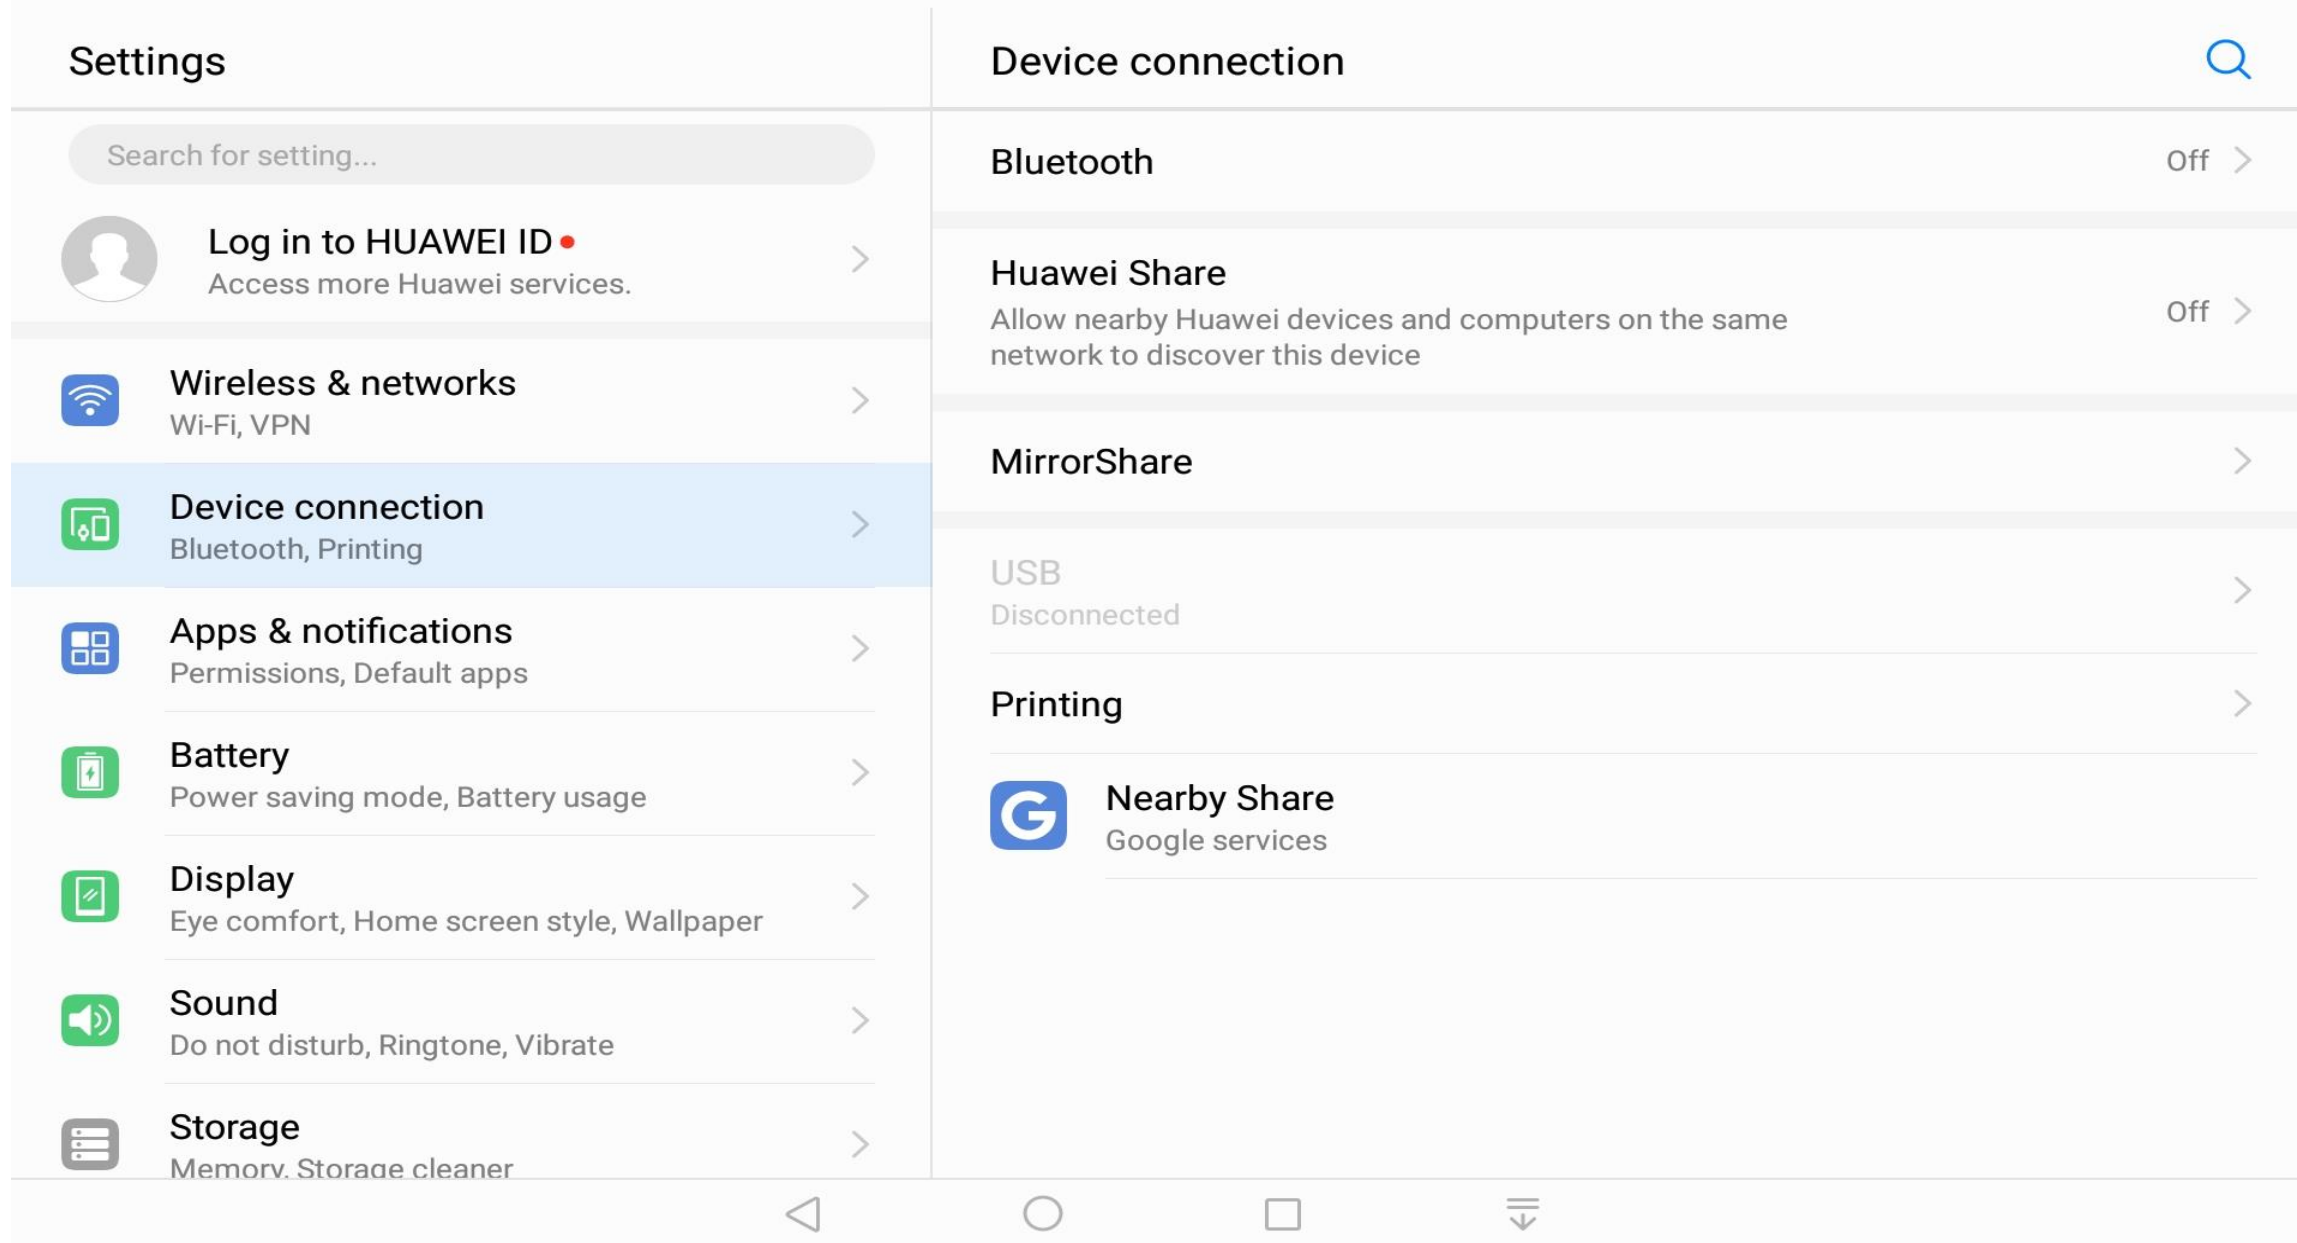 Settings
Search for setting...
Log in to HUAWEI ID
Access more Huawei services.
Wireless & networks
Wi-Fi, VPN
Device connection
Bluetooth, Printing
Apps & notifications
Permissions, Default apps
Battery
Power saving mode, Battery usage
Display
Eye comfort, Home screen style, Wallpaper
Sound
Do not disturb, Ringtone, Vibrate
Storage
Memory, Storage cleaner
Device connection
Bluetooth
Off
Huawei Share
Allow nearby Huawei devices and computers on the same
network to discover this device
Off
MirrorShare
USB
Disconnected
Printing
G
Nearby Share
Google services